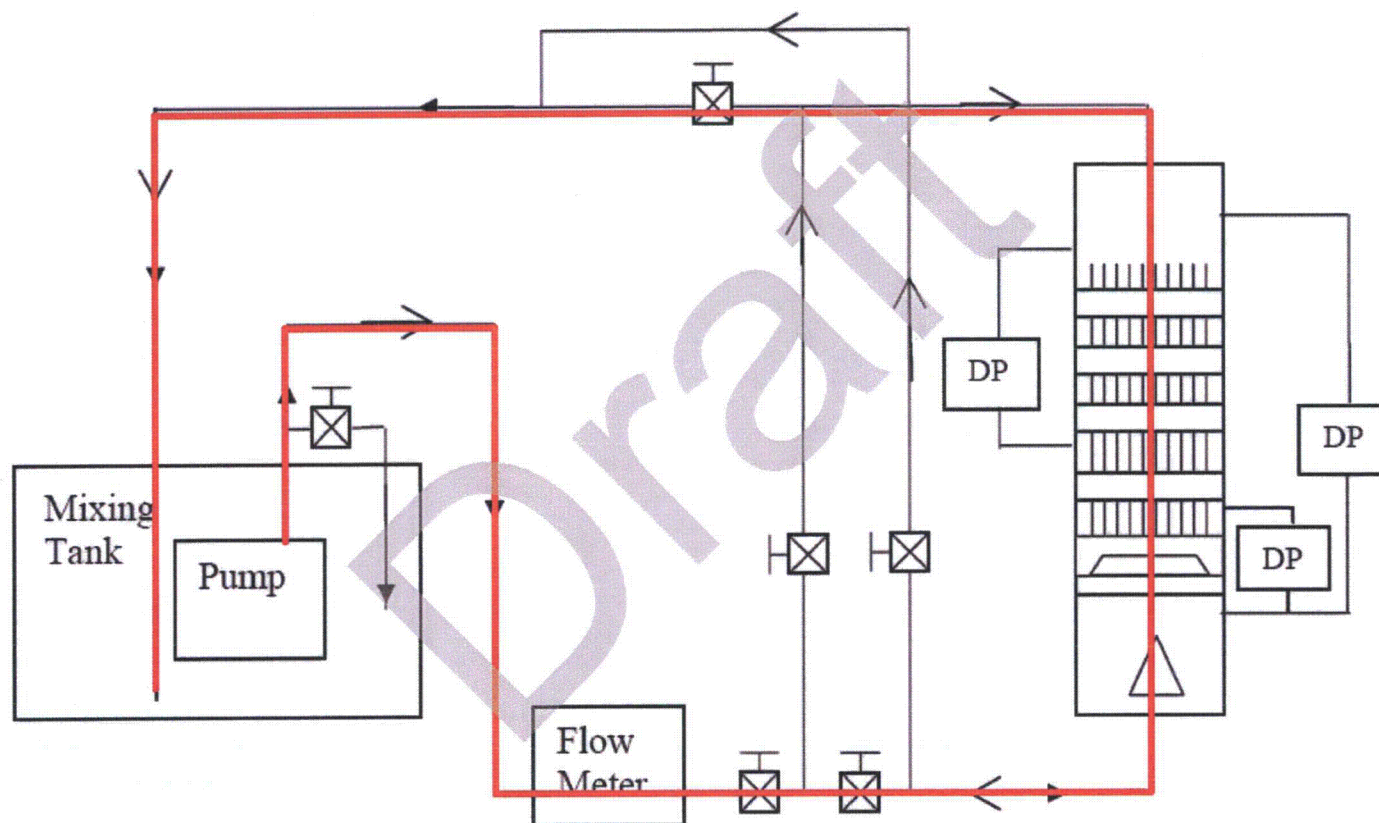 DP
DP
Mixing
Tank
Pump
DP
Flow
Meter
Draft